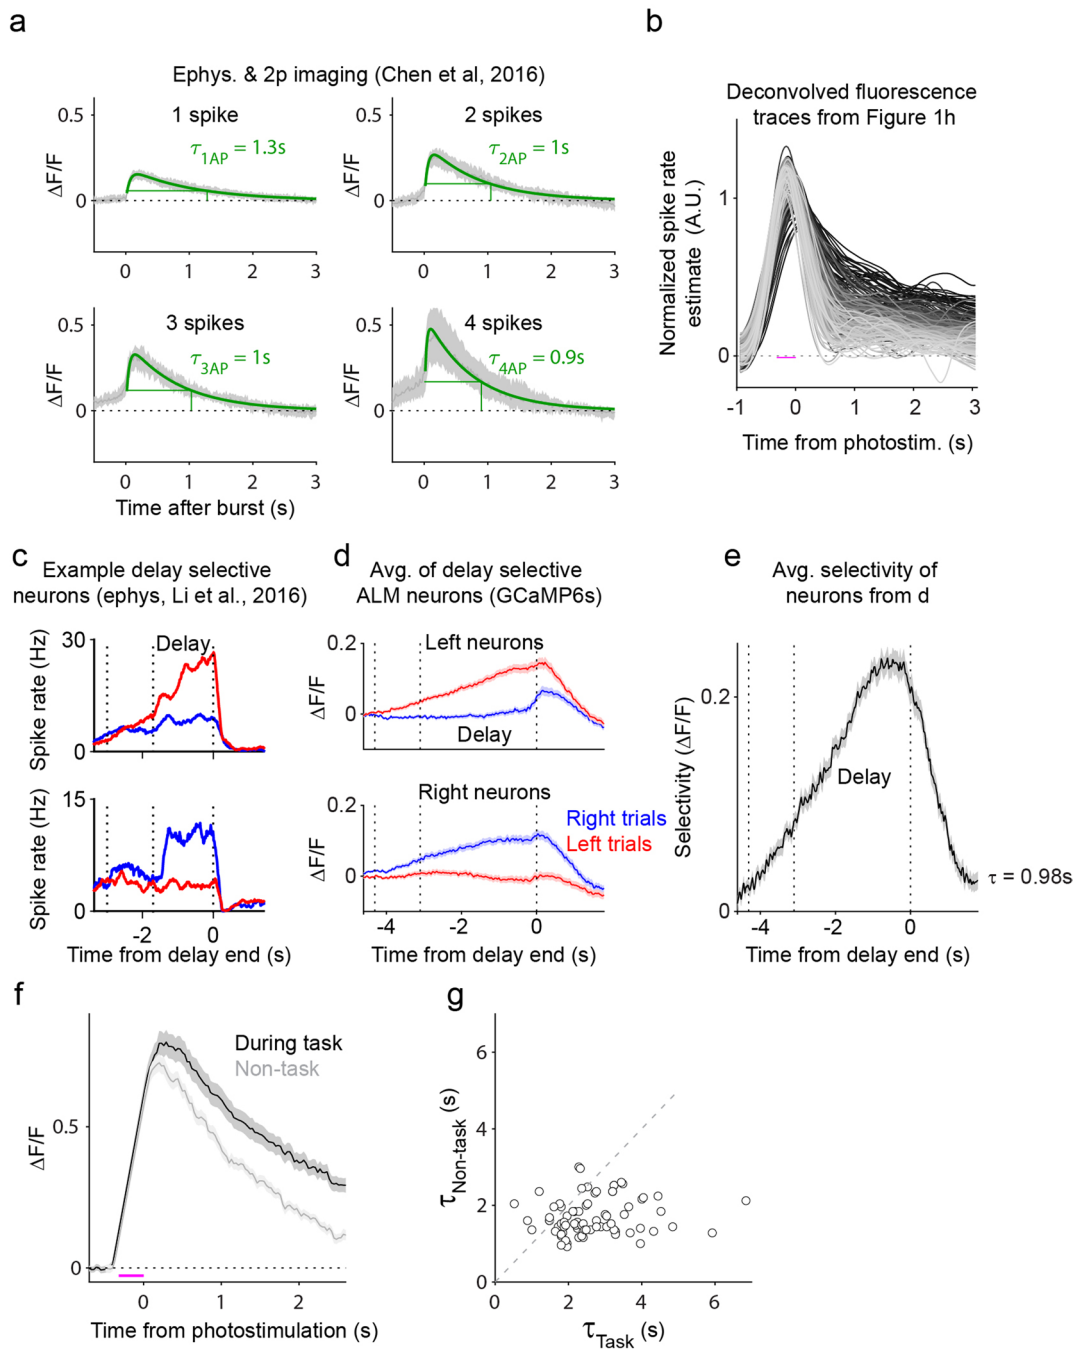 a
Ephys. & 2p imaging (Chen et al, 2016)
0.5
1 spike
τ1AP = 1.3s
ΔF/F
0
0 1 2 3
0.5
2 spikes
τ2AP = 1s
ΔF/F
0
0 1 2 3
0.5
3 spikes
τ3AP = 1s
ΔF/F
0
0 1 2 3
Time after burst (s)
0.5
4 spikes
τ4AP = 0.9s
ΔF/F
0
0 1 2 3
b
Deconvolved fluorescence
traces from Figure 1h
Normalized spike rate
estimate (A.U.)
1
0
-1 0 1 2 3
Time from photostim. (s)
c
Example delay selective
neurons (ephys, Li et al., 2016)
30
Delay
Spike rate (Hz)
0
15
Spike rate (Hz)
0
-2 0
Time from delay end (s)
d
Avg. of delay selective
ALM neurons (GCaMP6s)
0.2
Left neurons
ΔF/F
0
Delay
0.2
Right neurons
Right trials
Left trials
ΔF/F
0
-4 -2 0
Time from delay end (s)
e
Avg. selectivity of
neurons from d
Selectivity (ΔF/F)
0.2
Delay
0
τ = 0.98s
-4 -2 0
Time from delay end (s)
f
During task
Non-task
ΔF/F
0.5
0
0 1 2
Time from photostimulation (s)
g
τNon-task (s)
6
4
2
0
0 2 4 6
τTask (s)